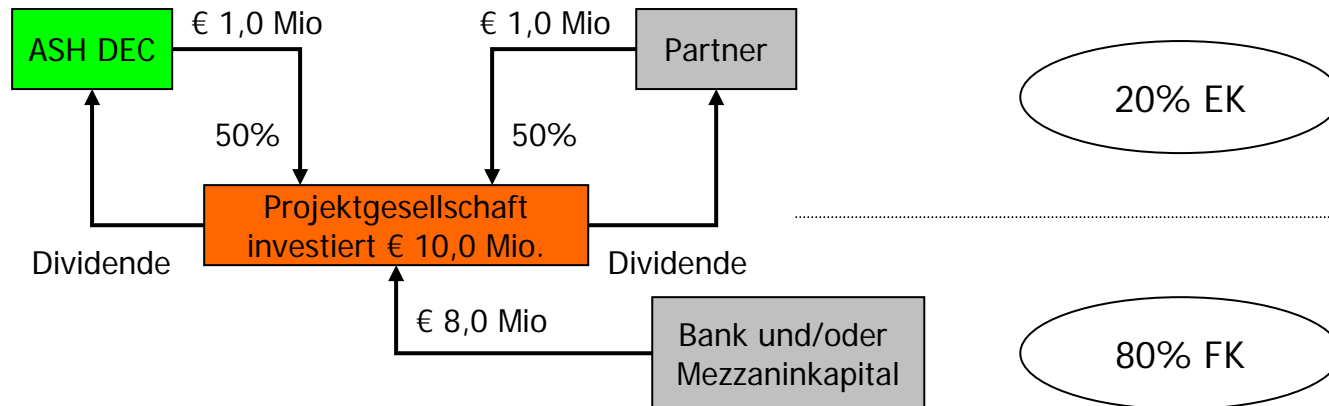 € 1,0 Mio
€ 1,0 Mio
ASH DEC
Partner
20% EK
50%
50%
Projektgesellschaft
investiert € 10,0 Mio.
Dividende
Dividende
€ 8,0 Mio
Bank und/oder
Mezzaninkapital
80% FK